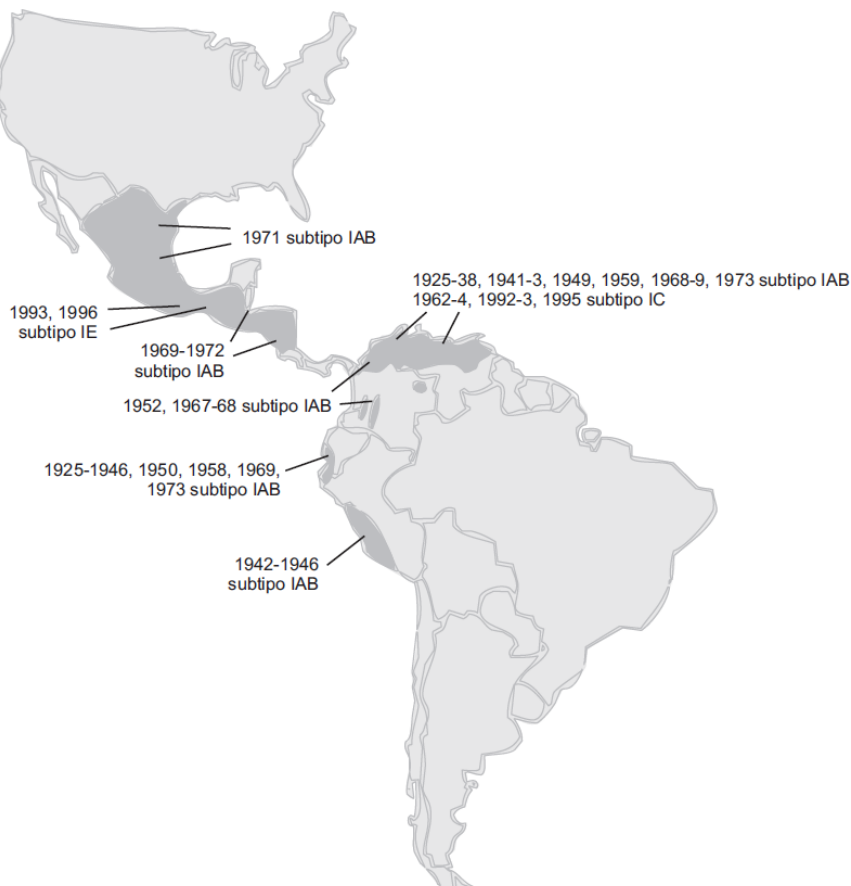 1971 subtipo IAB
1925-38, 1941-3, 1949, 1959, 1968-9, 1973 subtipo IAB
1962-4, 1992-3, 1995 subtipo IC
1993, 1996
subtipo IE
1969-1972
subtipo IAB
1952, 1967-68 subtipo IAB
1925-1946, 1950, 1958, 1969,
1973 subtipo IAB
1942-1946
subtipo IAB